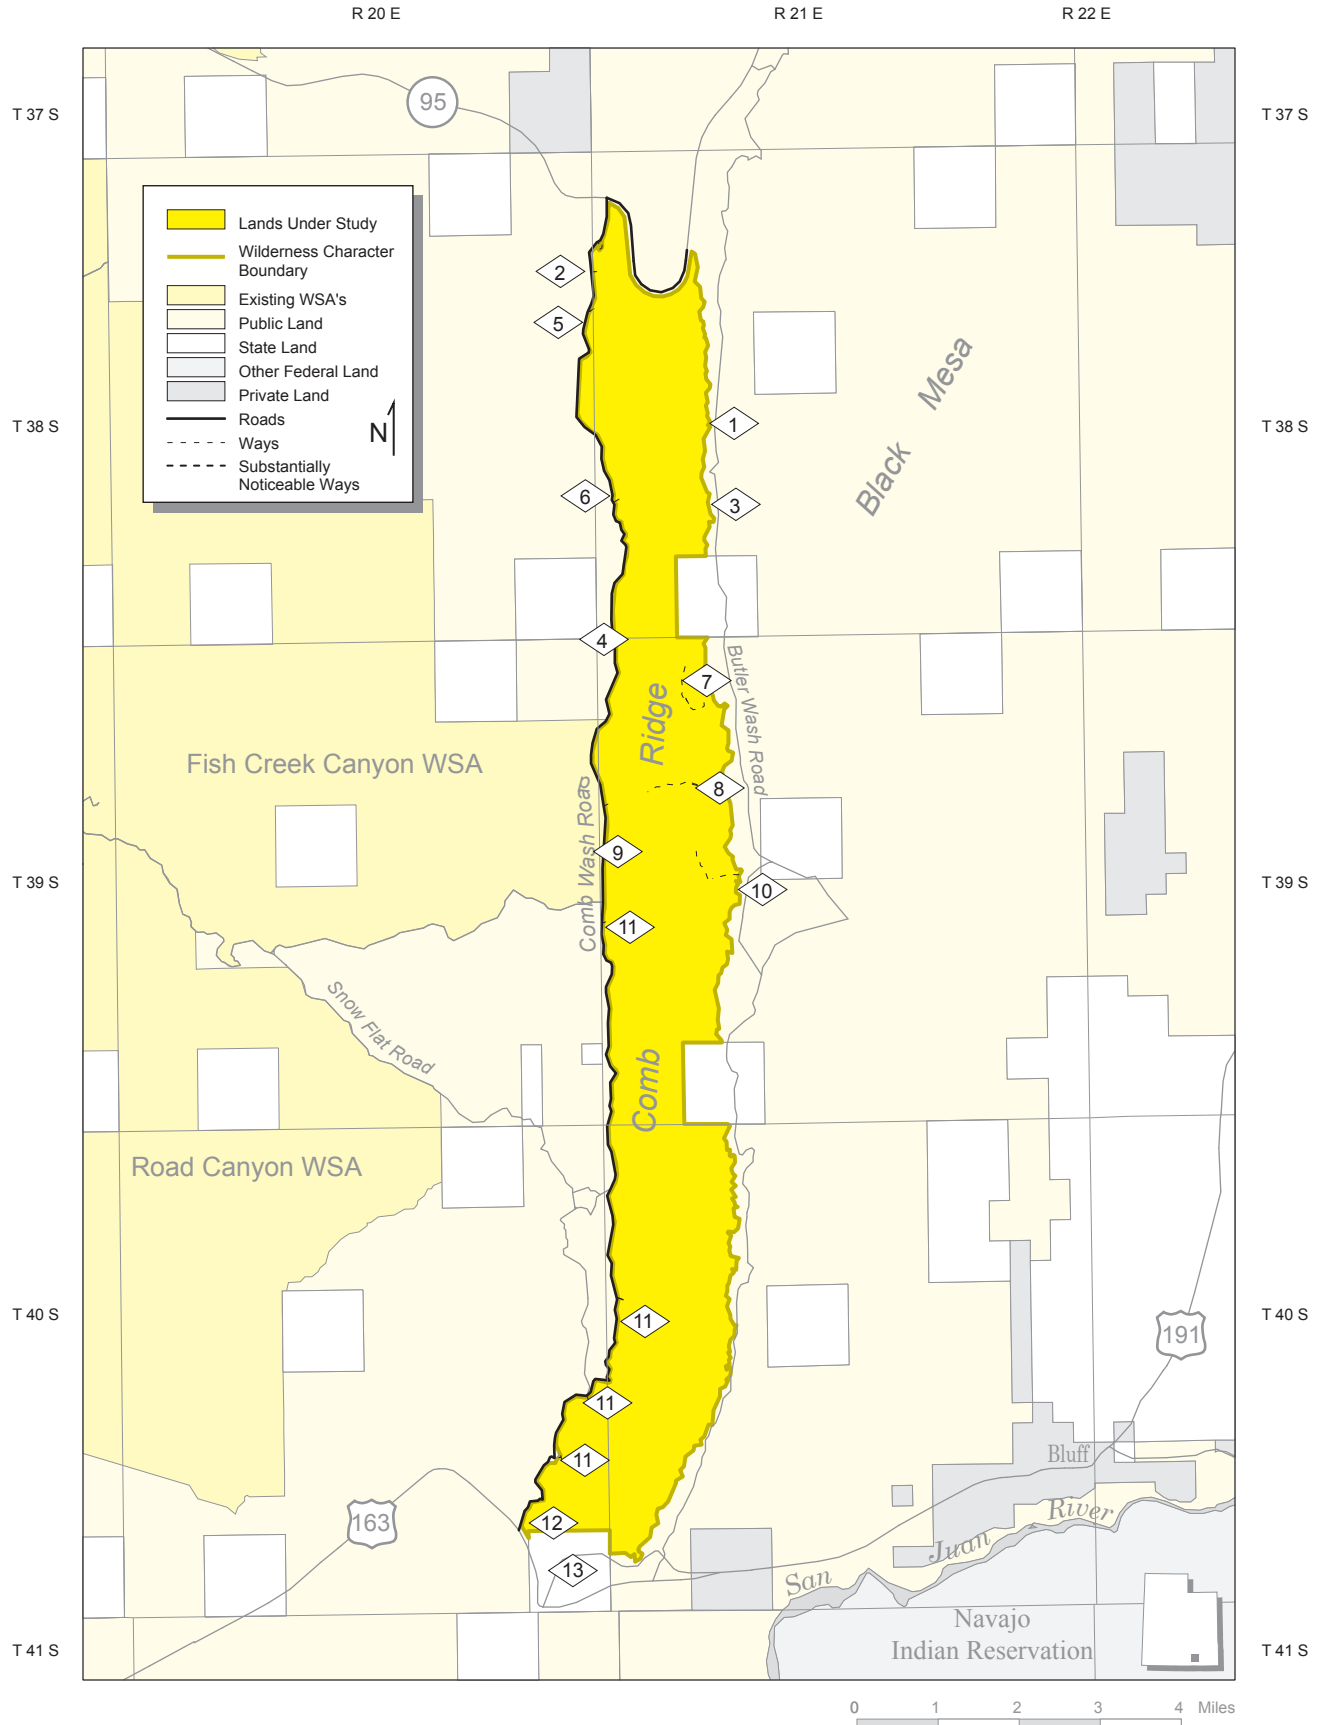 R 20 E
R 21 E
R 22 E
T 37 S
T 37 S
95
Lands Under Study
Wilderness Character
Boundary
Existing WSA's
Public Land
State Land
Other Federal Land
Private Land
Roads
Ways
Substantially
Noticeable Ways
N
2
5
1
6
3
4
7
8
9
10
11
11
11
11
12
13
Black Mesa
T 38 S
T 38 S
Butler Wash Road
Comb Ridge
Fish Creek Canyon WSA
Comb Wash Road
T 39 S
T 39 S
Snow Flat Road
Road Canyon WSA
T 40 S
T 40 S
191
163
Bluff
San Juan River
Navajo
Indian Reservation
T 41 S
T 41 S
0 1 2 3 4 Miles